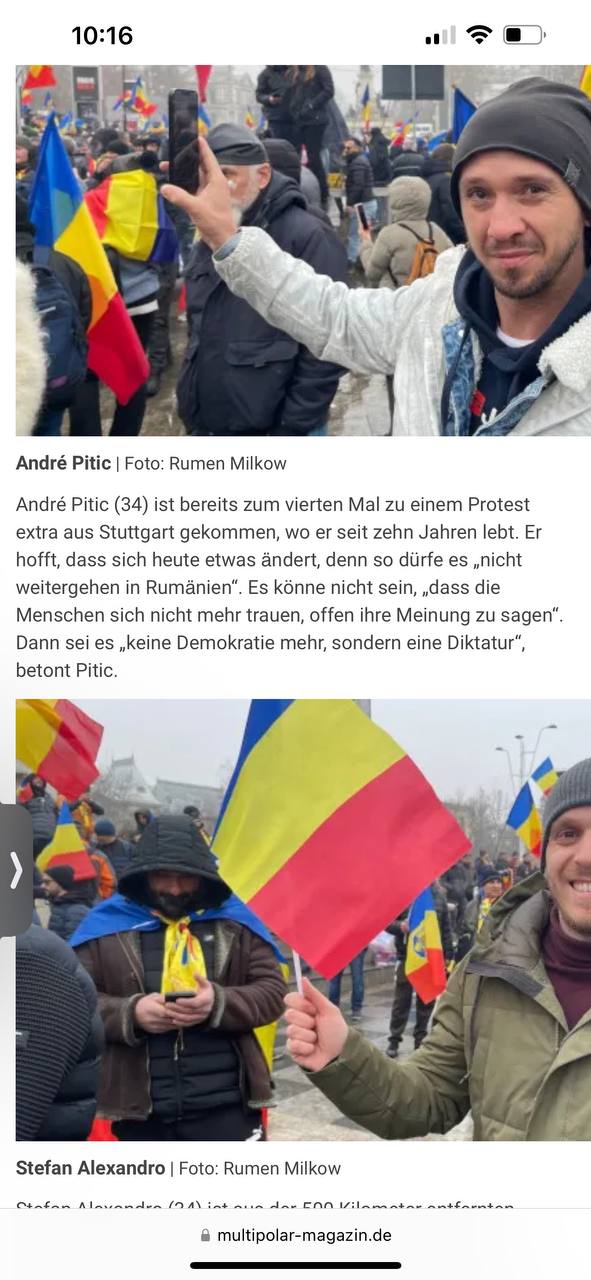 10:16
André Pitic | Foto: Rumen Milkow
André Pitic (34) ist bereits zum vierten Mal zu einem Protest
extra aus Stuttgart gekommen, wo er seit zehn Jahren lebt. Er
hofft, dass sich heute etwas ändert, denn so dürfe es „nicht
weitergehen in Rumänien“. Es könne nicht sein, „dass die
Menschen sich nicht mehr trauen, offen ihre Meinung zu sagen“.
Dann sei es „keine Demokratie mehr, sondern eine Diktatur“,
betont Pitic.
Stefan Alexandro | Foto: Rumen Milkow
Stefan Alexandro (34) ist aus der 500 Kilometer entfernten
multipolar-magazin.de